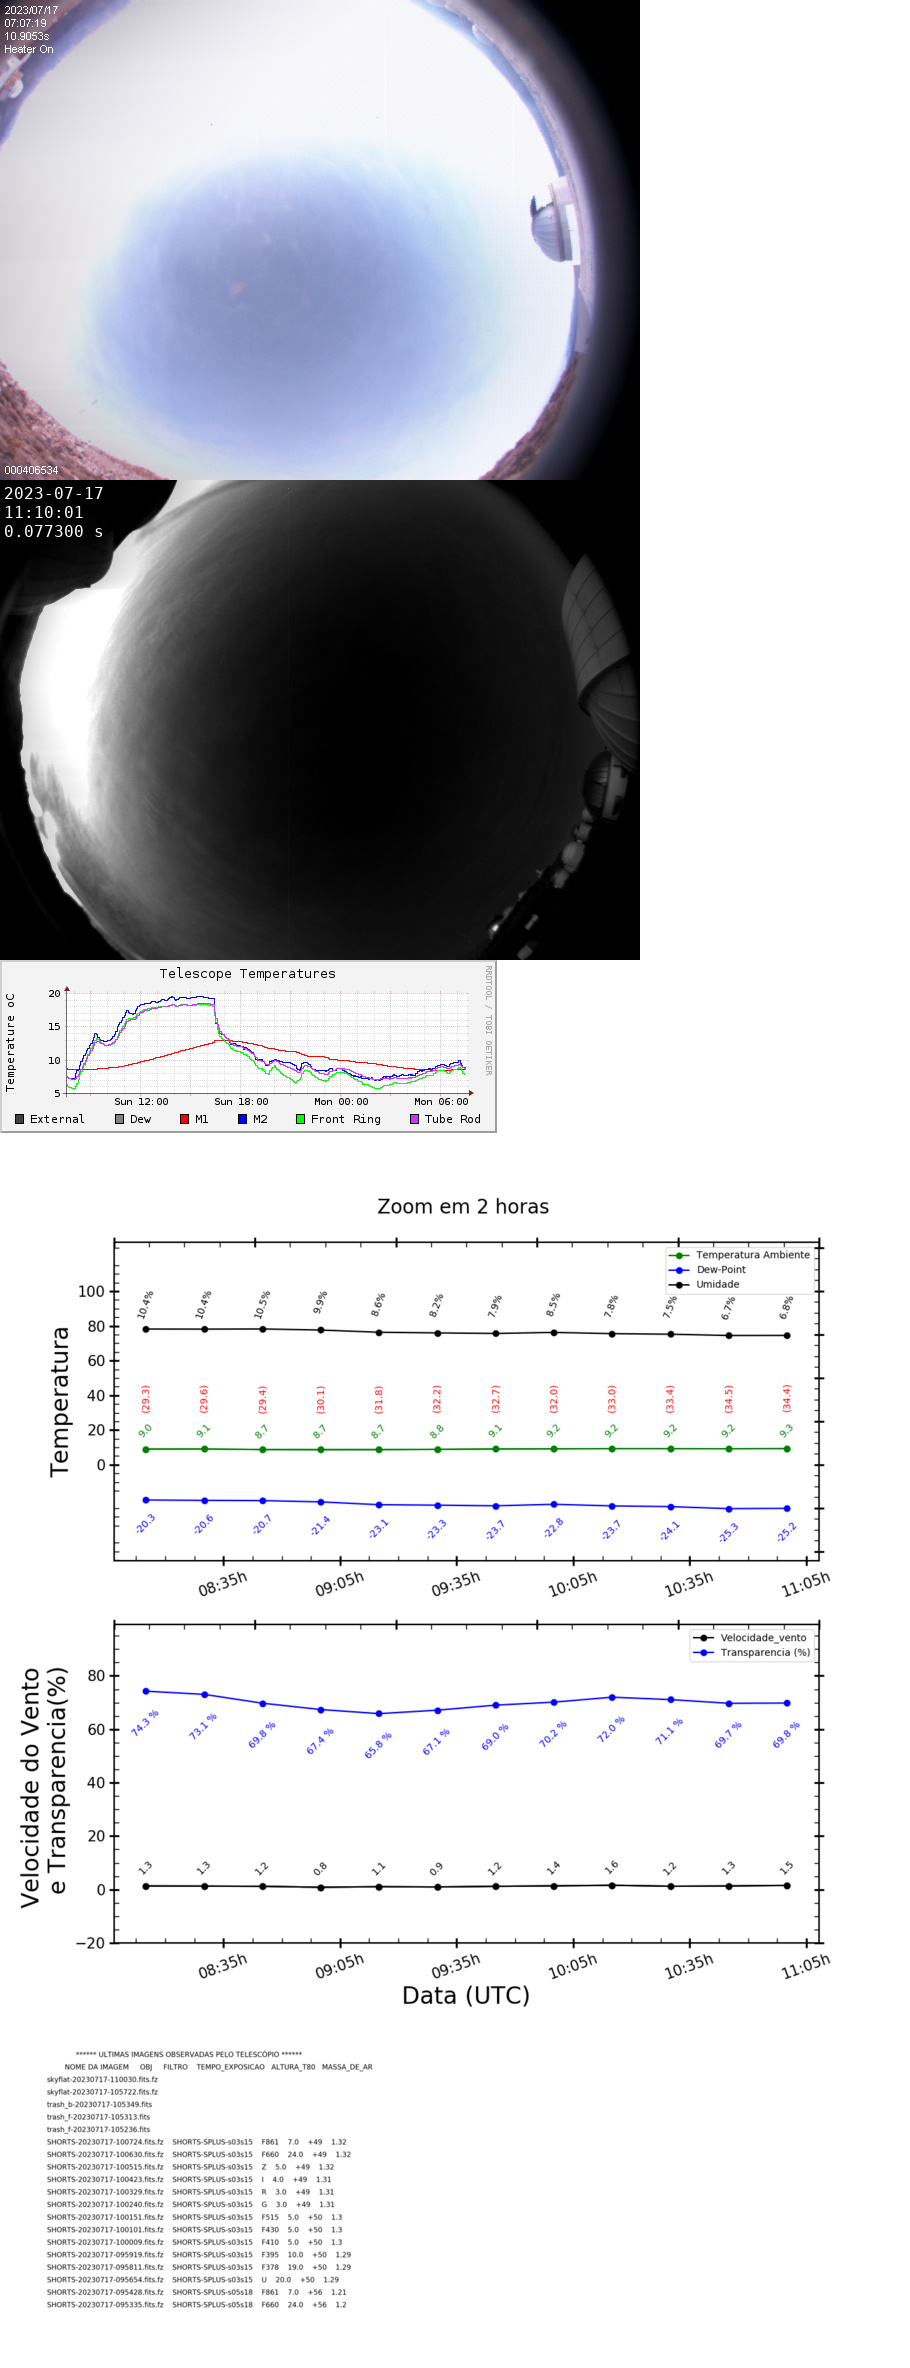 2023/07/17
07:07:19
10.9053s
Heater On
000406534
2023-07-17
11:10:01
0.077300 s
Telescope Temperatures
RRDTOOL / TOBI OETIKER
Temperature oC
20
15
10
5
Sun 12:00 Sun 18:00 Mon 00:00 Mon 06:00
External Dew M1 M2 Front Ring Tube Rod
Zoom em 2 horas
Temperatura Ambiente
Dew-Point
Umidade
Temperatura
100
80
60
40
20
0
10.4% 10.4% 10.5% 9.9% 8.6% 8.2% 7.9% 8.5% 7.8% 7.5% 6.7% 6.8%
(29.3) (29.6) (29.4) (30.1) (31.8) (32.2) (32.7) (32.0) (33.0) (33.4) (34.5) (34.4)
9.0 9.1 8.7 8.7 8.7 8.8 9.1 9.2 9.2 9.2 9.2 9.3
-20.3 -20.6 -20.7 -21.4 -23.1 -23.3 -23.7 -22.8 -23.7 -24.1 -25.3 -25.2
08:35h 09:05h 09:35h 10:05h 10:35h 11:05h
Velocidade_vento
Transparencia (%)
Velocidade do Vento
e Transparencia(%)
80
60
40
20
0
−20
74.3 % 73.1 % 69.8 % 67.4 % 65.8 % 67.1 % 69.0 % 70.2 % 72.0 % 71.1 % 69.7 % 69.8 %
1.3 1.3 1.2 0.8 1.1 0.9 1.2 1.4 1.6 1.2 1.3 1.5
08:35h 09:05h 09:35h 10:05h 10:35h 11:05h
Data (UTC)
****** ULTIMAS IMAGENS OBSERVADAS PELO TELESCÓPIO ******
NOME DA IMAGEM OBJ FILTRO TEMPO_EXPOSICAO ALTURA_T80 MASSA_DE_AR
skyflat-20230717-110030.fits.fz
skyflat-20230717-105722.fits.fz
trash_b-20230717-105349.fits.fz
trash_f-20230717-105313.fits
trash_f-20230717-105236.fits
SHORTS-20230717-100724.fits.fz SHORTS-SPLUS-s03s15 F861 7.0 +49 1.32
SHORTS-20230717-100630.fits.fz SHORTS-SPLUS-s03s15 F660 24.0 +49 1.32
SHORTS-20230717-100515.fits.fz SHORTS-SPLUS-s03s15 Z 5.0 +49 1.32
SHORTS-20230717-100423.fits.fz SHORTS-SPLUS-s03s15 I 4.0 +49 1.31
SHORTS-20230717-100329.fits.fz SHORTS-SPLUS-s03s15 R 3.0 +49 1.31
SHORTS-20230717-100240.fits.fz SHORTS-SPLUS-s03s15 G 3.0 +49 1.31
SHORTS-20230717-100151.fits.fz SHORTS-SPLUS-s03s15 F515 5.0 +50 1.3
SHORTS-20230717-100101.fits.fz SHORTS-SPLUS-s03s15 F430 5.0 +50 1.3
SHORTS-20230717-100009.fits.fz SHORTS-SPLUS-s03s15 F410 5.0 +50 1.3
SHORTS-20230717-095919.fits.fz SHORTS-SPLUS-s03s15 F395 10.0 +50 1.29
SHORTS-20230717-095811.fits.fz SHORTS-SPLUS-s03s15 F378 19.0 +50 1.29
SHORTS-20230717-095654.fits.fz SHORTS-SPLUS-s03s15 U 20.0 +50 1.29
SHORTS-20230717-095428.fits.fz SHORTS-SPLUS-s05s18 F861 7.0 +56 1.21
SHORTS-20230717-095335.fits.fz SHORTS-SPLUS-s05s18 F660 24.0 +56 1.2